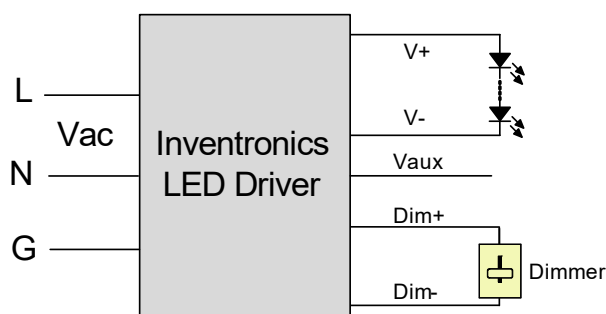 L
Vac
N
G
Inventronics
LED Driver
V+
V-
Vaux
Dim+
Dim-
Dimmer